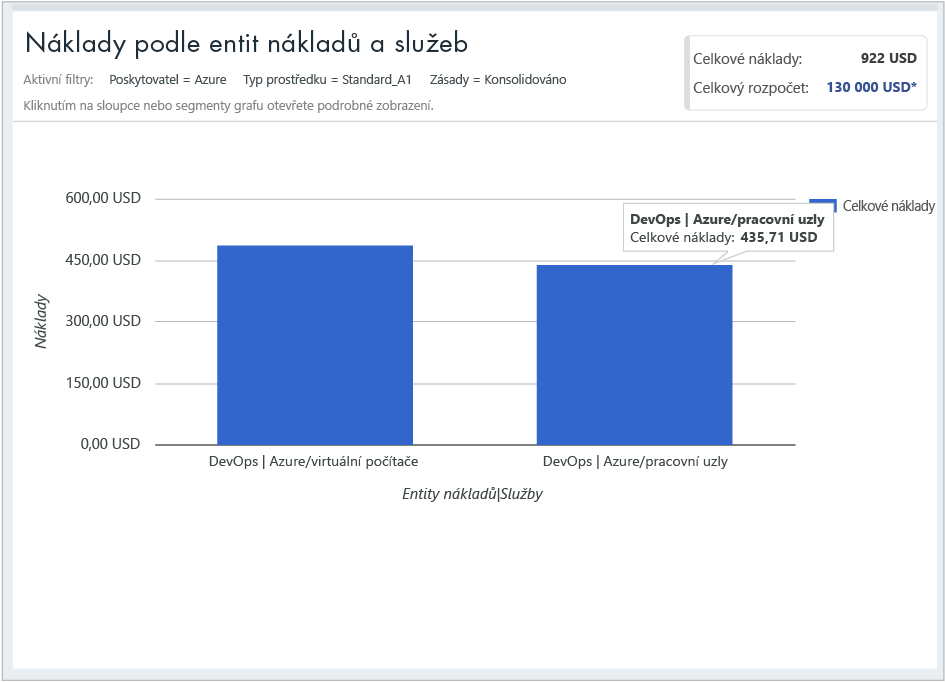 Náklady podle entit nákladů a služeb
Aktivní filtry: Poskytovatel = Azure Typ prostředku = Standard_A1 Zásady = Konsolidováno
Kliknutím na sloupce nebo segmenty grafu otevřete podrobné zobrazení.
Celkové náklady: 922 USD
Celkový rozpočet: 130 000 USD*
600,00 USD
450,00 USD
300,00 USD
150,00 USD
0,00 USD
Náklady
Celkové náklady
DevOps | Azure/pracovní uzly
Celkové náklady: 435,71 USD
DevOps | Azure/virtuální počítače
DevOps | Azure/pracovní uzly
Entity nákladů|Služby